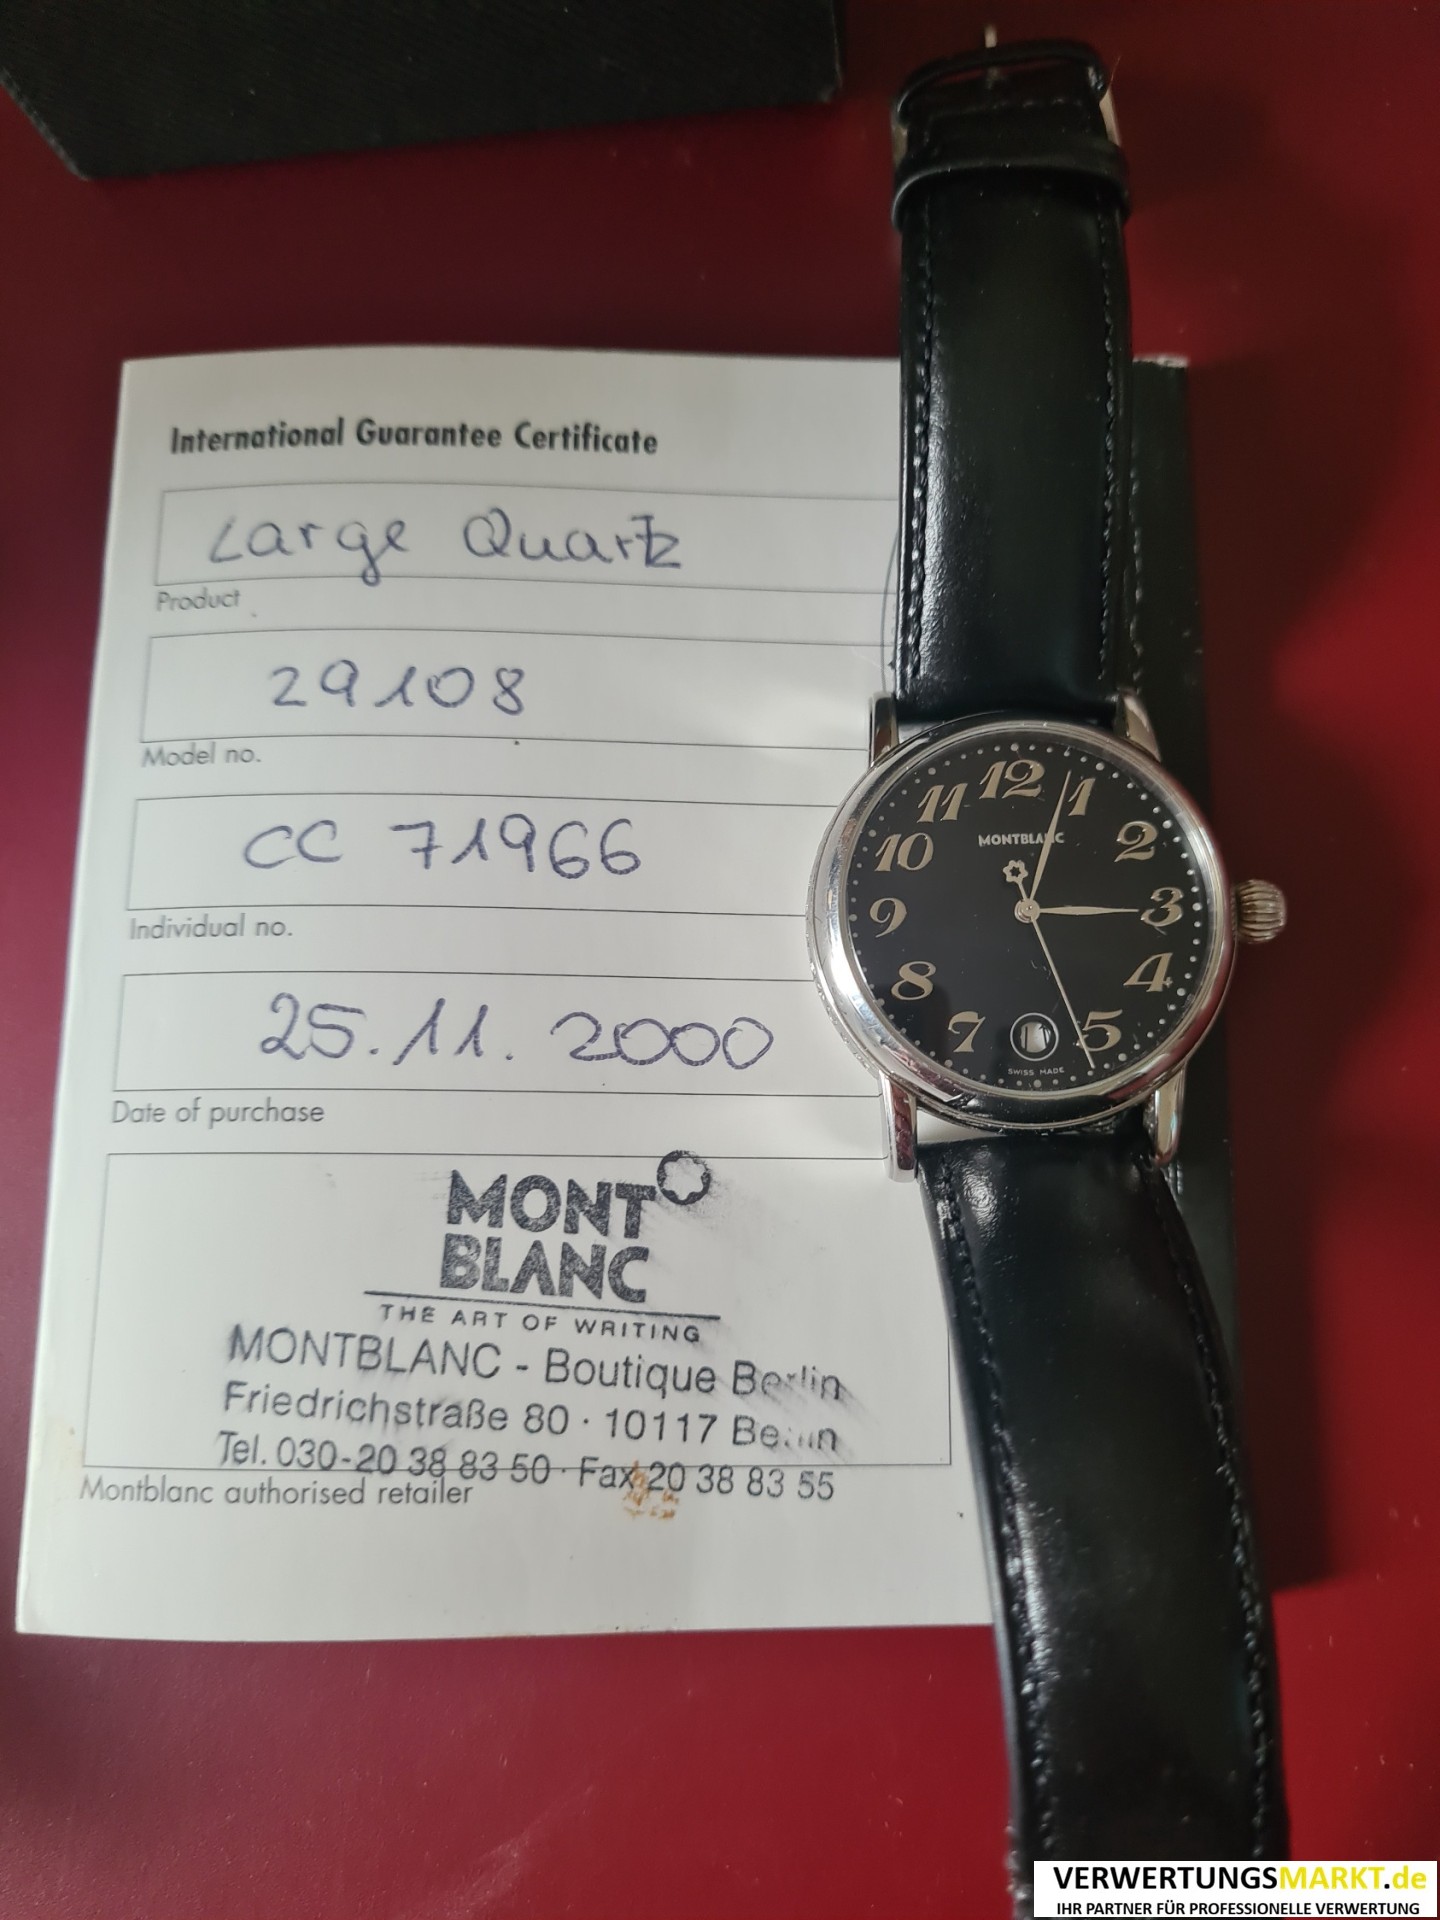 International Guarantee Certificate
Large Quartz
Product
29108
Model no.
CC 71966
Individual no.
25.11.2000
Date of purchase
MONT
BLANC
THE ART OF WRITING
MONTBLANC - Boutique Berlin
Friedrichstraße 80 · 10117 Berlin
Tel. 030-20 38 83 50 · Fax 20 38 83 55
Montblanc authorised retailer
12
11 1
10 2
MONTBLANC
9 3
8 4
7 5
SWISS MADE
VERWERTUNGSMARKT.de
IHR PARTNER FÜR PROFESSIONELLE VERWERTUNG